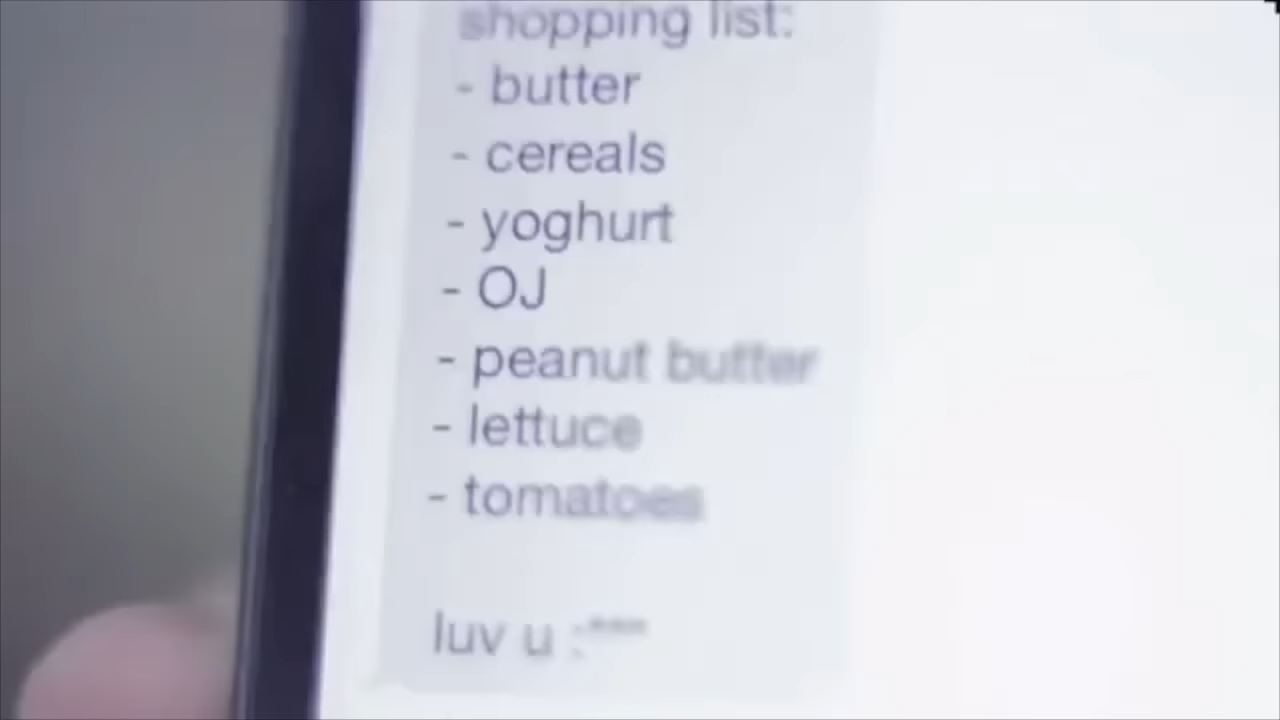 shopping list:
- butter
- cereals
- yoghurt
- OJ
- peanut butter
- lettuce
- tomatoes
luv u :***